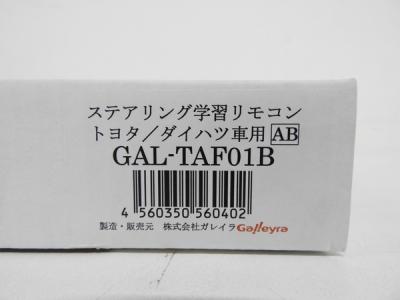 ステアリング学習リモコン
トヨタ／ダイハツ車用 AB
GAL-TAF01B
4 560350 560402
製造・販売元 株式会社ガレイラ Galleyra